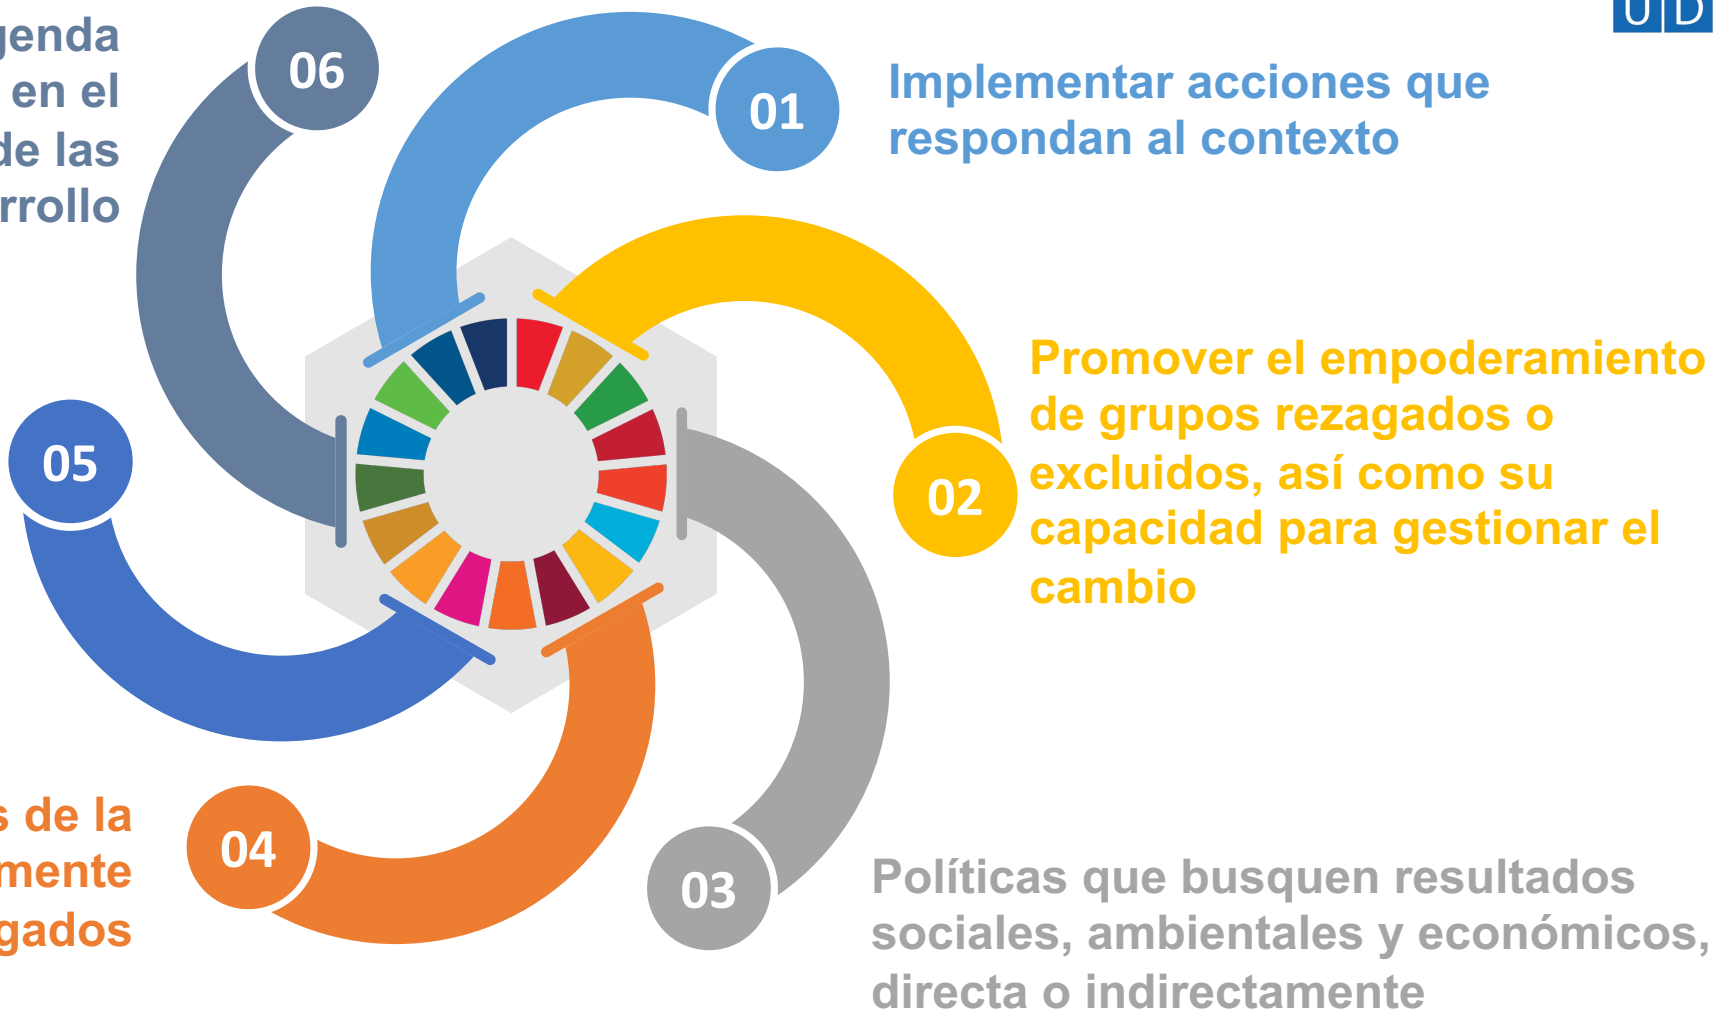 genda
en el
de las
rrollo
06
01
Implementar acciones que
respondan al contexto
U D
Promover el empoderamiento
de grupos rezagados o
excluidos, así como su
capacidad para gestionar el
cambio
02
05
s de la
mente
gados
04
03
Políticas que busquen resultados
sociales, ambientales y económicos,
directa o indirectamente